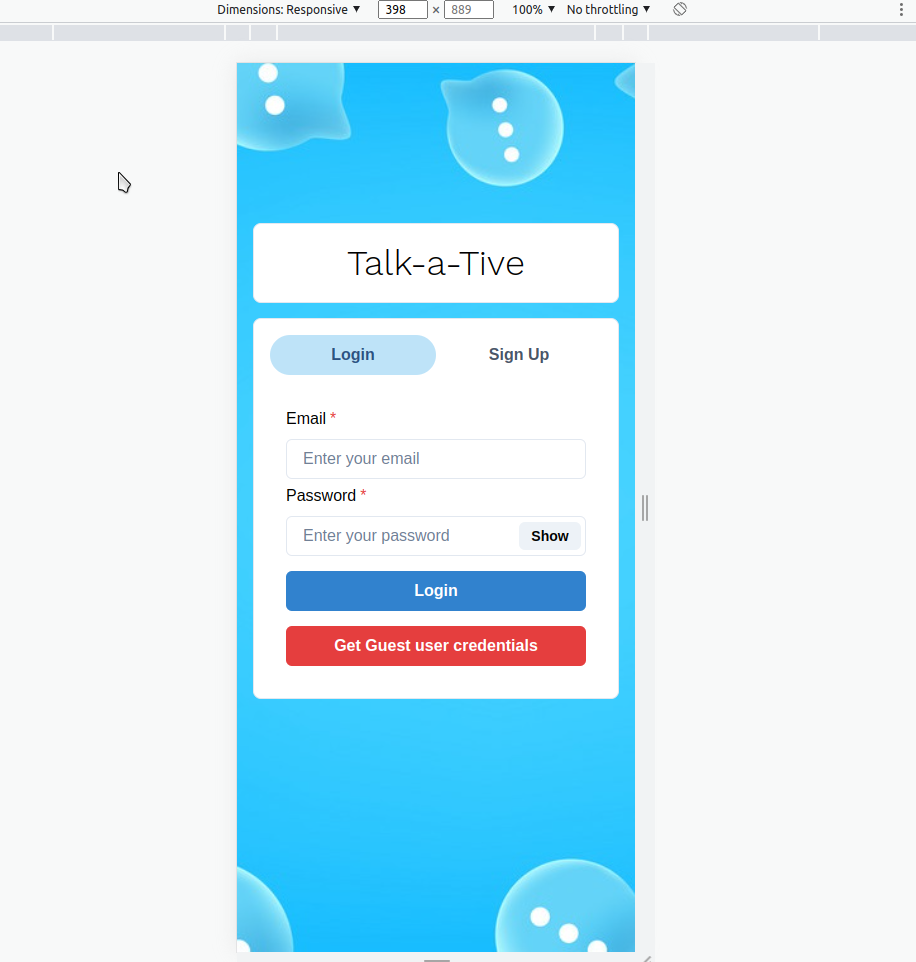 Dimensions: Responsive ▼ 398 × 889 100% ▼ No throttling ▼
Talk-a-Tive
Login Sign Up
Email *
Enter your email
Password *
Enter your password Show
Login
Get Guest user credentials